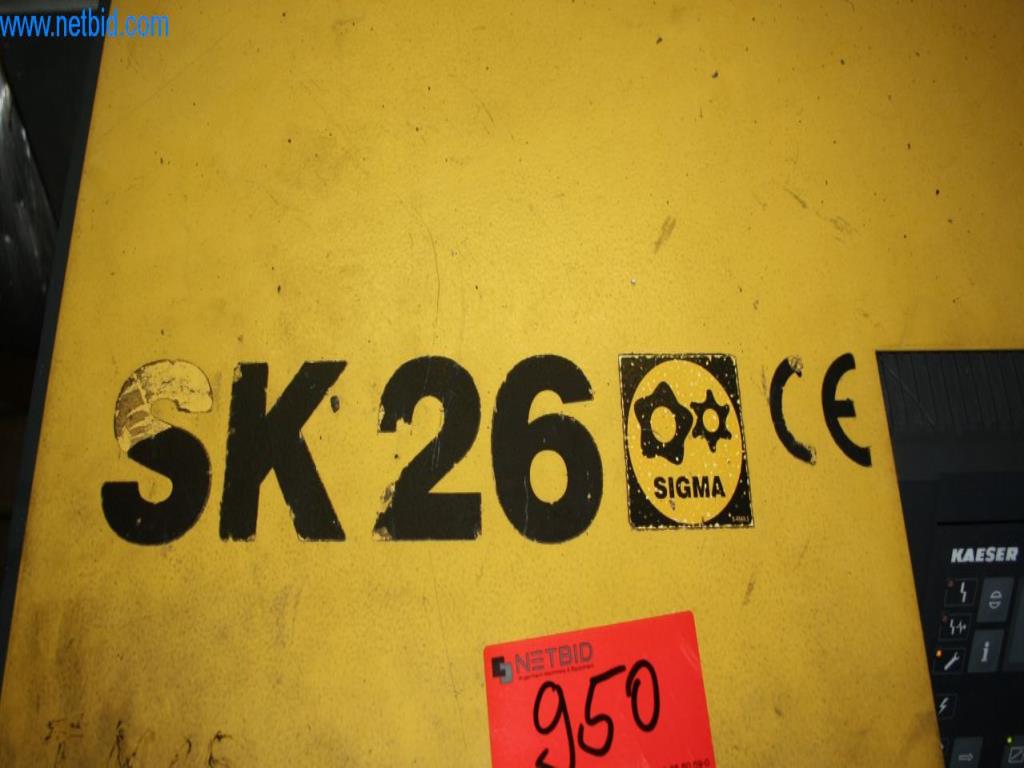 www.netbid.com
SK 26
SIGMA
CE
KAESER
NETBID
950